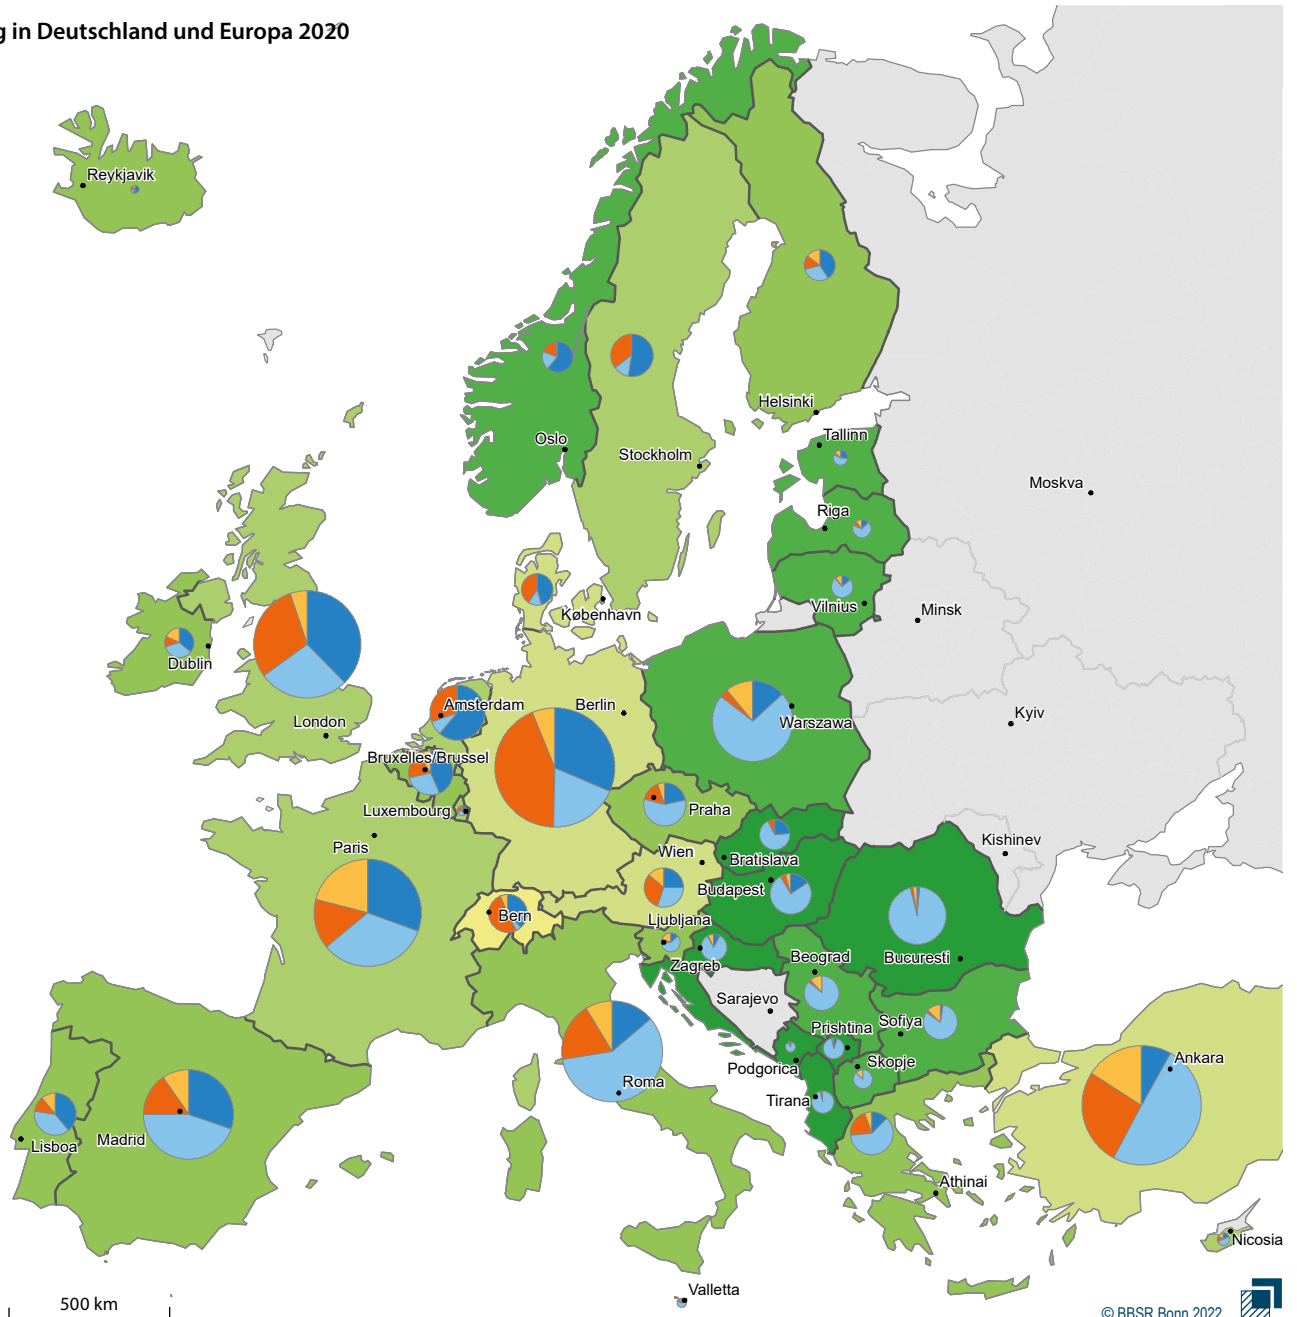 g in Deutschland und Europa 2020
Reykjavik
Helsinki
Tallinn
Oslo
Stockholm
Moskva
Riga
Vilnius
Minsk
København
Dublin
London
Amsterdam
Berlin
Warszawa
Kyiv
Bruxelles/Brussel
Luxembourg
Praha
Paris
Kishinev
Wien
Bratislava
Budapest
Bern
Ljubljana
Zagreb
Beograd
Bucuresti
Sarajevo
Prishtina
Sofiya
Podgorica
Skopje
Ankara
Roma
Tirana
Lisboa
Madrid
Athinai
Nicosia
Valletta
500 km
© BBSR Bonn 2022